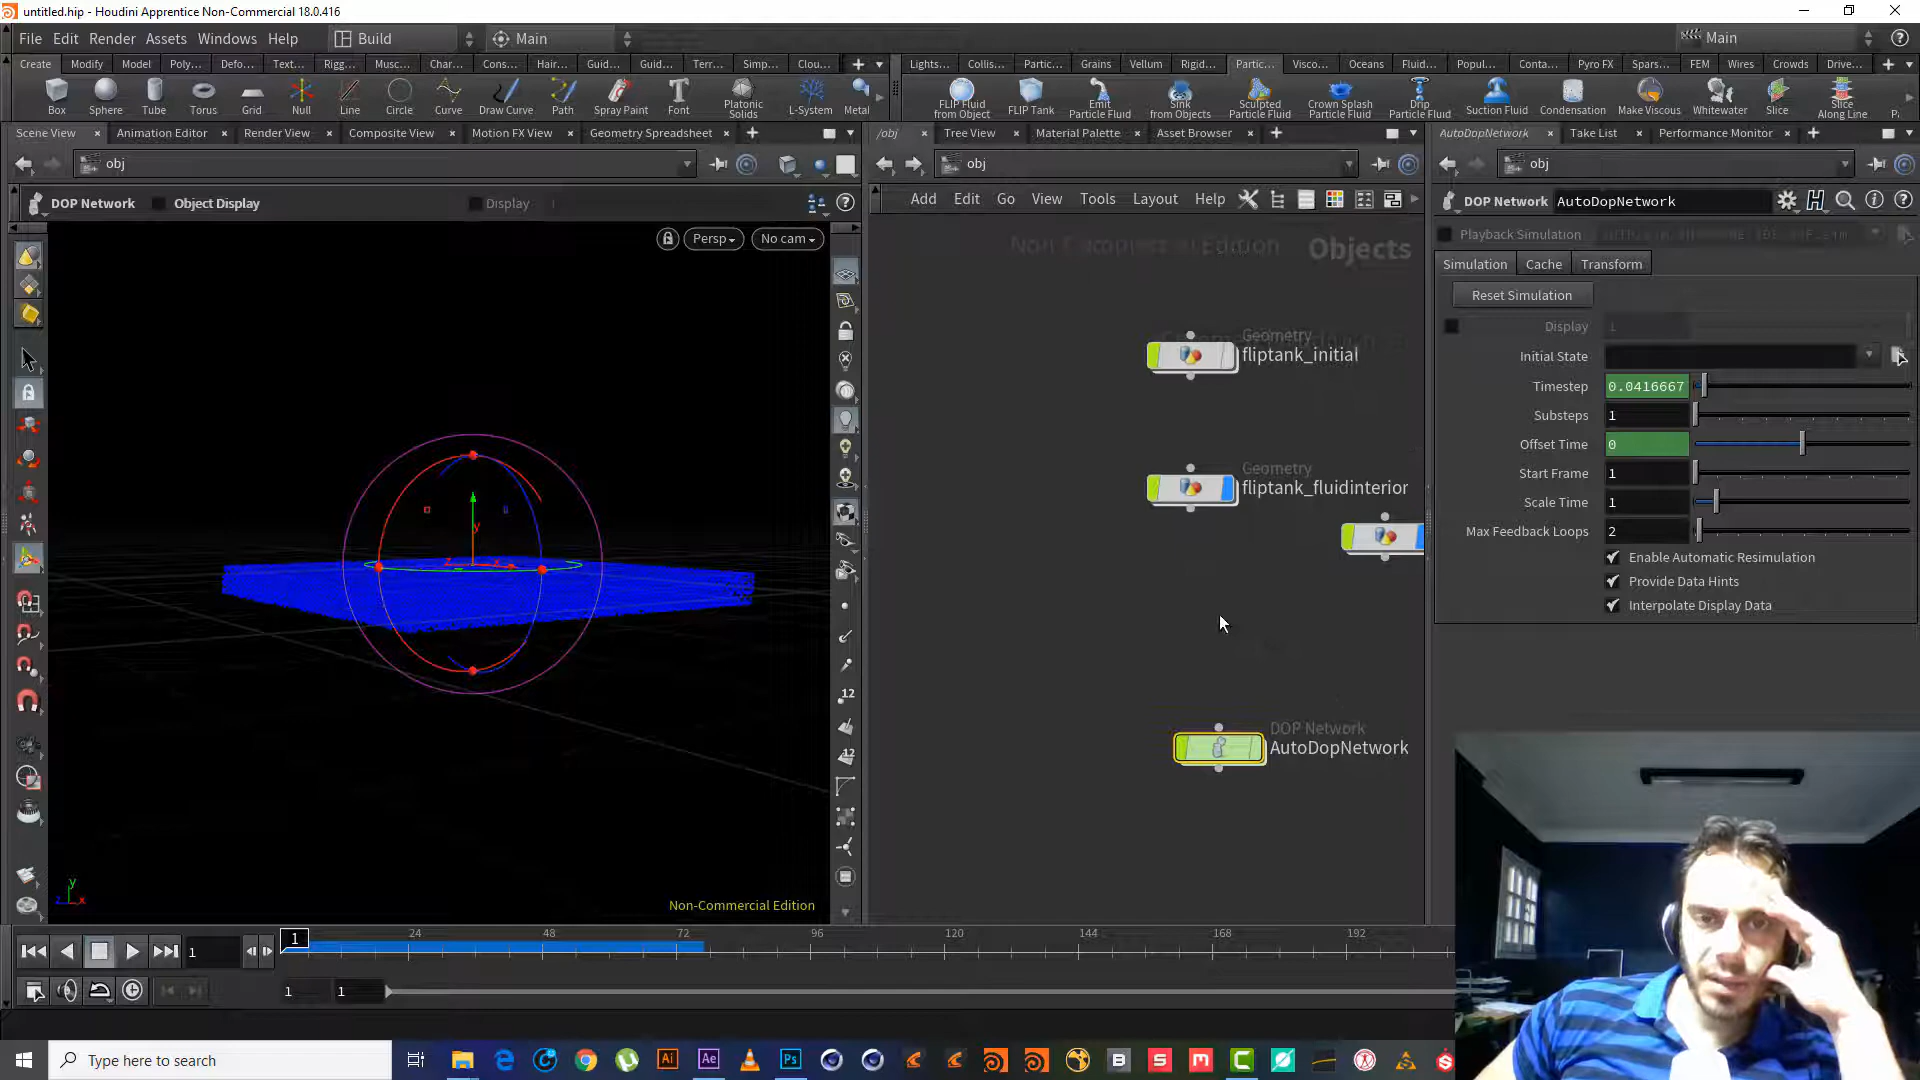 untitled.hip - Houdini Apprentice Non-Commercial 18.0.416
File Edit Render Assets Windows Help Build Main Main
Create Modify Model Poly... Defo... Text... Rigg... Musc... Char... Cons... Hair... Guid... Guid... Terr... Simp... Clou... Lights... Collis... Partic... Grains Vellum Rigid... Partic... Visco... Oceans Fluid... Popul... Conta... Pyro FX Spars... FEM Wires Crowds Drive...
Box Sphere Tube Torus Grid Null Line Circle Curve Draw Curve Path Spray Paint Font Platonic Solids L-System Metal
FLIP Fluid from Object FLIP Tank Emit Particle Fluid Sink from Objects Sculpted Particle Fluid Crown Splash Particle Fluid Drip Particle Fluid Suction Fluid Condensation Make Viscous Whitewater Slice Slice Along Line
Scene View Animation Editor Render View Composite View Motion FX View Geometry Spreadsheet /obj Tree View Material Palette Asset Browser AutoDopNetwork Take List Performance Monitor
obj obj obj
DOP Network Object Display Display
Add Edit Go View Tools Layout Help
DOP Network AutoDopNetwork
Playback Simulation
Persp No cam
Non-Commercial Edition Objects
Simulation Cache Transform
Reset Simulation
Display 1
Initial State
Timestep 0.0416667
Substeps 1
Offset Time 0
Start Frame 1
Scale Time 1
Max Feedback Loops 2
Enable Automatic Resimulation
Provide Data Hints
Interpolate Display Data
Geometry
fliptank_initial
Geometry
fliptank_fluidinterior
DOP Network
AutoDopNetwork
12
12
y
z
x
y
z
x
Non-Commercial Edition
1 1 24 48 72 96 120 144 168 192
1 1
Type here to search